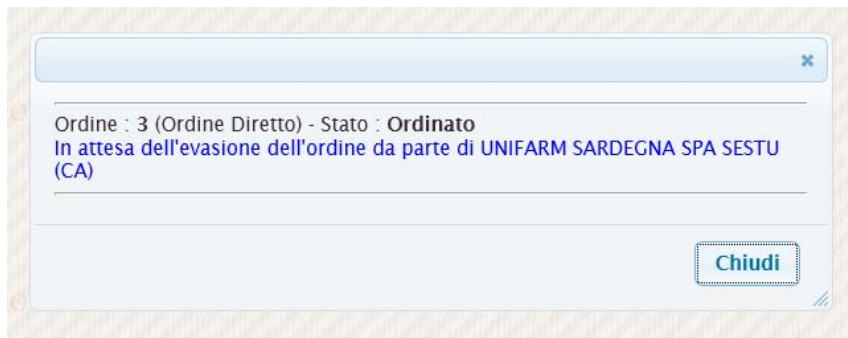 Ordine : 3 (Ordine Diretto) - Stato : Ordinato
In attesa dell'evasione dell'ordine da parte di UNIFARM SARDEGNA SPA SESTU
(CA)
Chiudi